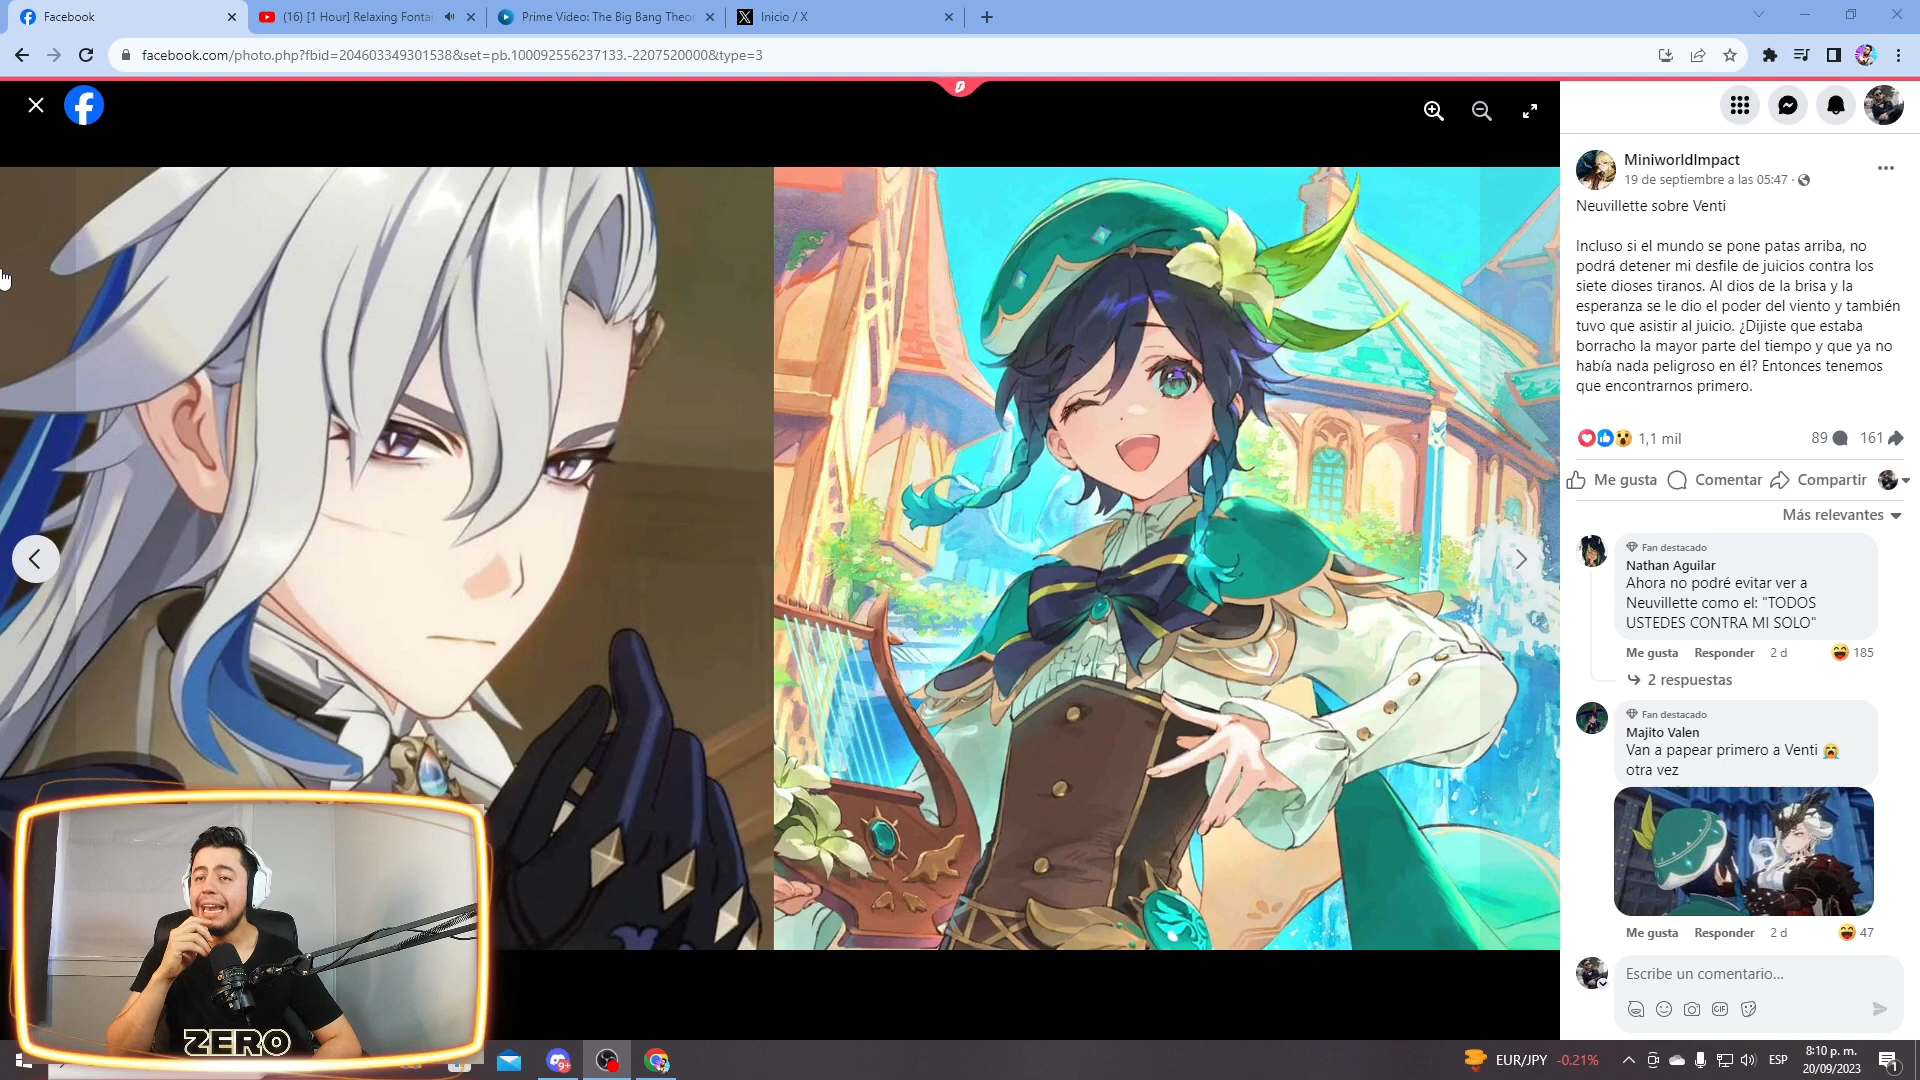 Facebook
(16) [1 Hour] Relaxing Fontai
Prime Video: The Big Bang Theor
Inicio / X
facebook.com/photo.php?fbid=204603349301538&set=pb.100092556237133.-2207520000&type=3
MiniworldImpact
19 de septiembre a las 05:47 ·
Neuvillette sobre Venti
Incluso si el mundo se pone patas arriba, no
podrá detener mi desfile de juicios contra los
siete dioses tiranos. Al dios de la brisa y la
esperanza se le dio el poder del viento y también
tuvo que asistir al juicio. ¿Dijiste que estaba
borracho la mayor parte del tiempo y que ya no
había nada peligroso en él? Entonces tenemos
que encontrarnos primero.
1,1 mil 89 161
Me gusta Comentar Compartir
Más relevantes
Fan destacado
Nathan Aguilar
Ahora no podré evitar ver a
Neuvillette como el: "TODOS
USTEDES CONTRA MI SOLO"
Me gusta Responder 2 d 185
2 respuestas
Fan destacado
Majito Valen
Van a papear primero a Venti 😭
otra vez
Me gusta Responder 2 d 47
Escribe un comentario...
GIF
ZERO
9+
EUR/JPY -0.21%
ESP
8:10 p. m.
20/09/2023
1